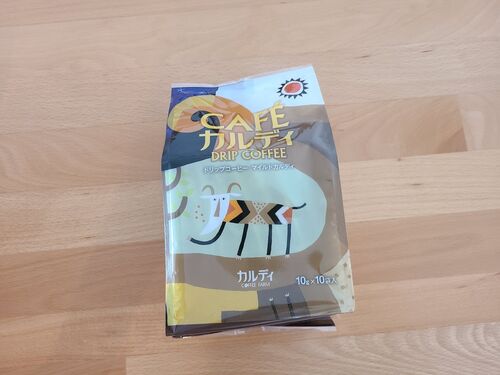 CAFÉ
カルディ
DRIP COFFEE
ドリップコーヒー マイルドカルディ
カルディ
COFFEE FARM
10g×10袋入